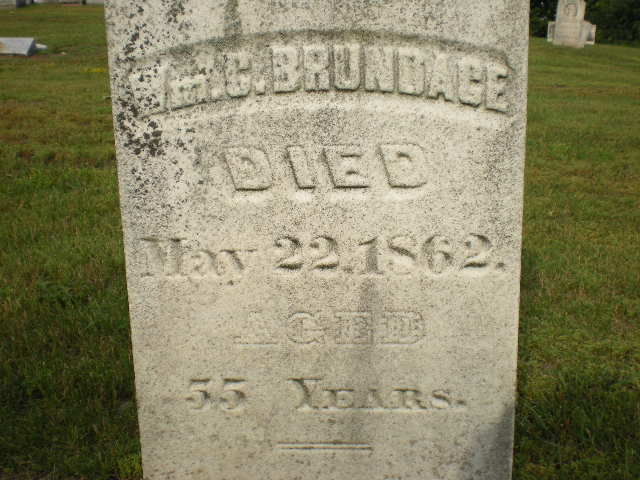 Wm. C. BRUNDAGE
DIED
May 22. 1862.
AGED
55 YEARS.